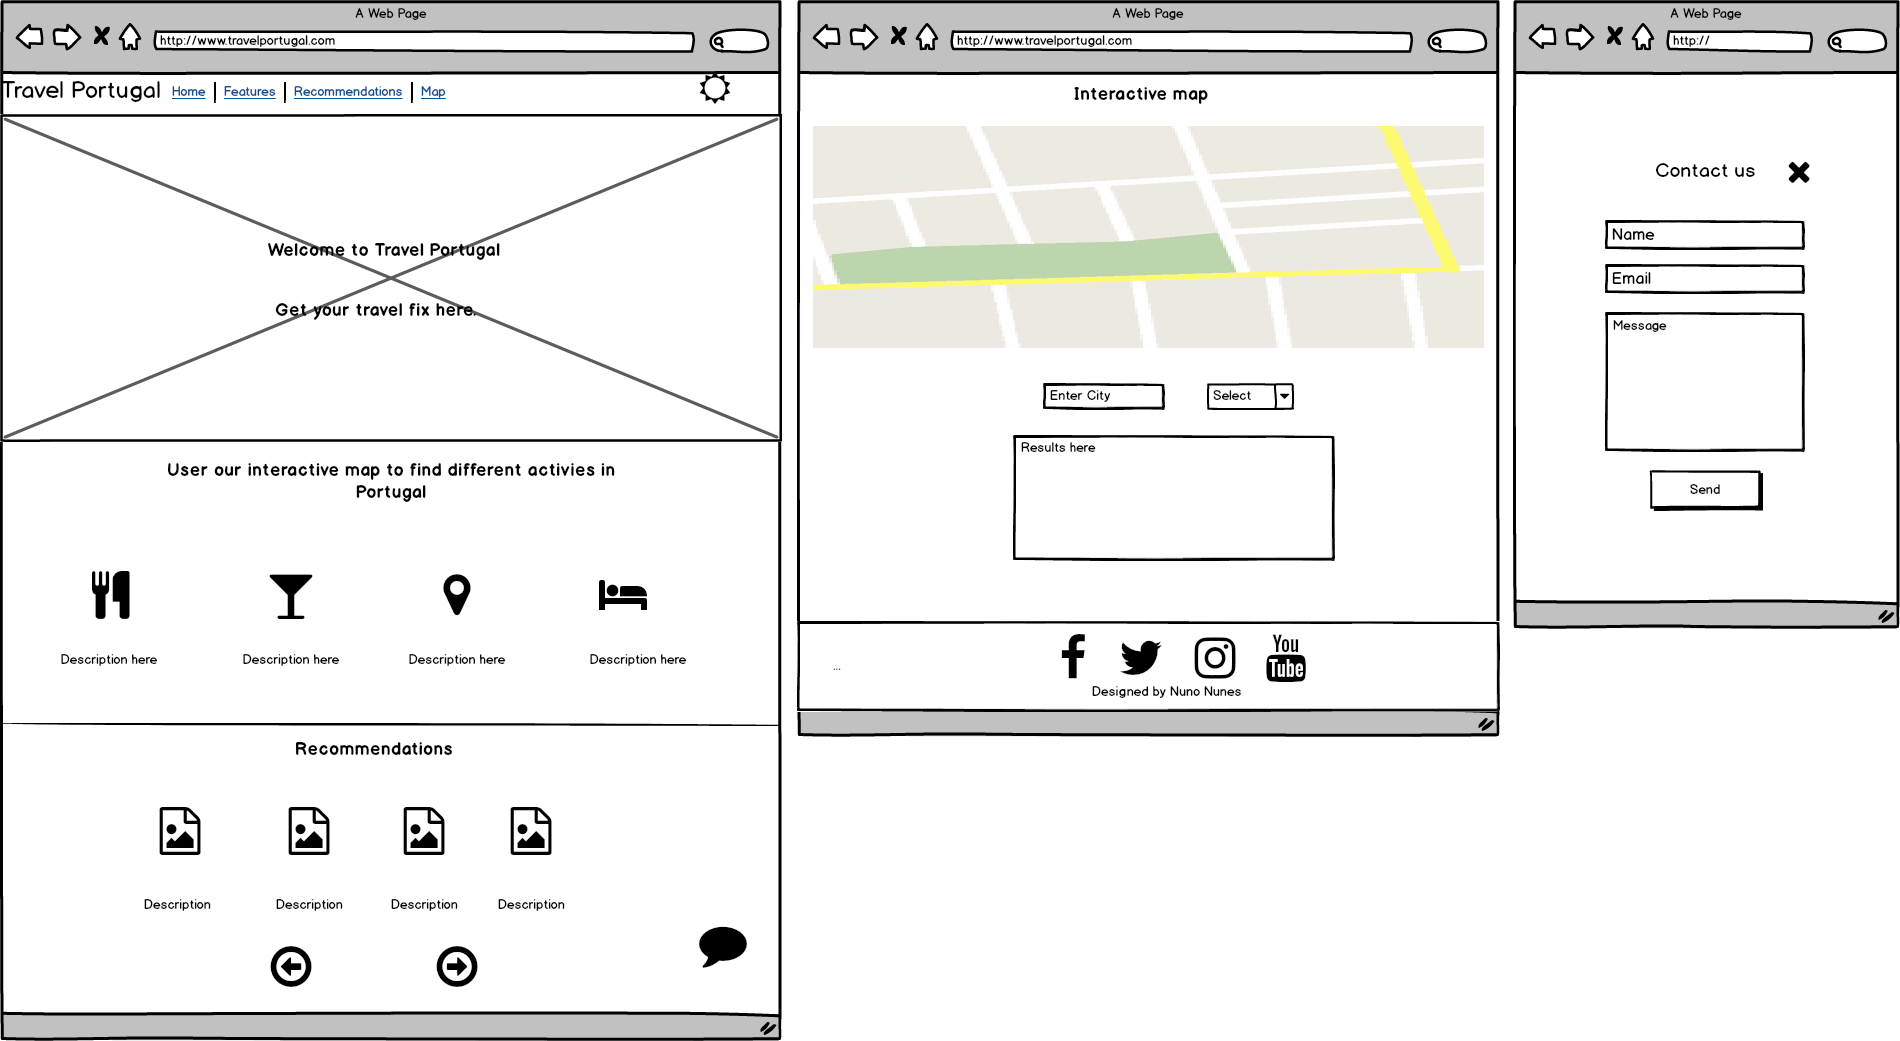 A Web Page
http://www.travelportugal.com
Travel Portugal Home Features Recommendations Map
Welcome to Travel Portugal
Get your travel fix here.
User our interactive map to find different activies in
Portugal
Description here Description here Description here Description here
Recommendations
Description Description Description Description
A Web Page
http://www.travelportugal.com
Interactive map
Enter City Select
Results here
...
You
Tube
Designed by Nuno Nunes
A Web Page
http://
Contact us
Name
Email
Message
Send